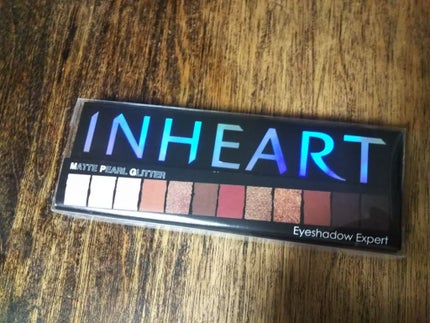 INHEART
MATTE PEARL GLITTER
Eyeshadow Expert